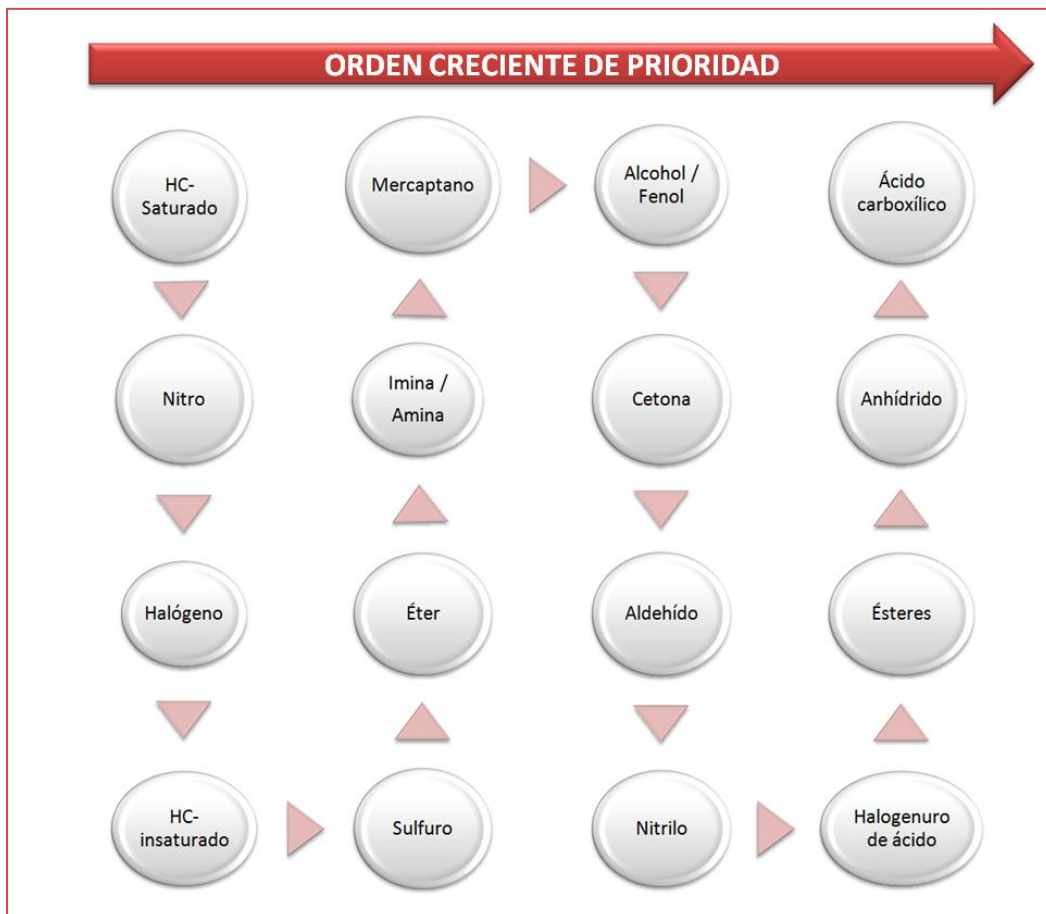 ORDEN CRECIENTE DE PRIORIDAD
HC-
Saturado
Nitro
Halógeno
HC-
insaturado
Sulfuro
Éter
Imina /
Amina
Mercaptano
Alcohol /
Fenol
Cetona
Aldehído
Nitrilo
Halogenuro
de ácido
Ésteres
Anhídrido
Ácido
carboxílico